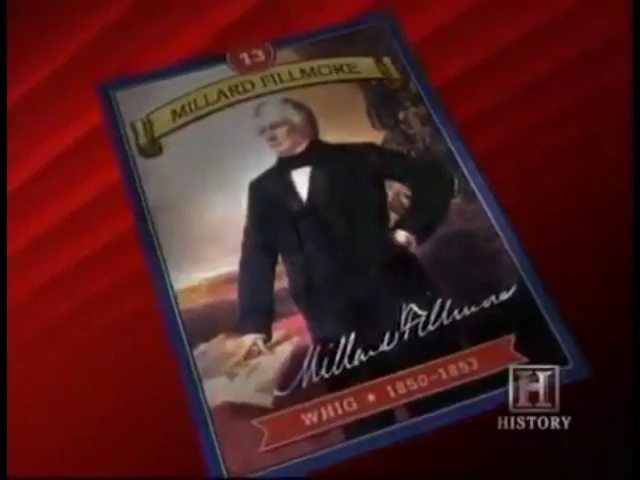 13
MILLARD FILLMORE
Millard Fillmore
WHIG ★ 1850-1853
H
HISTORY